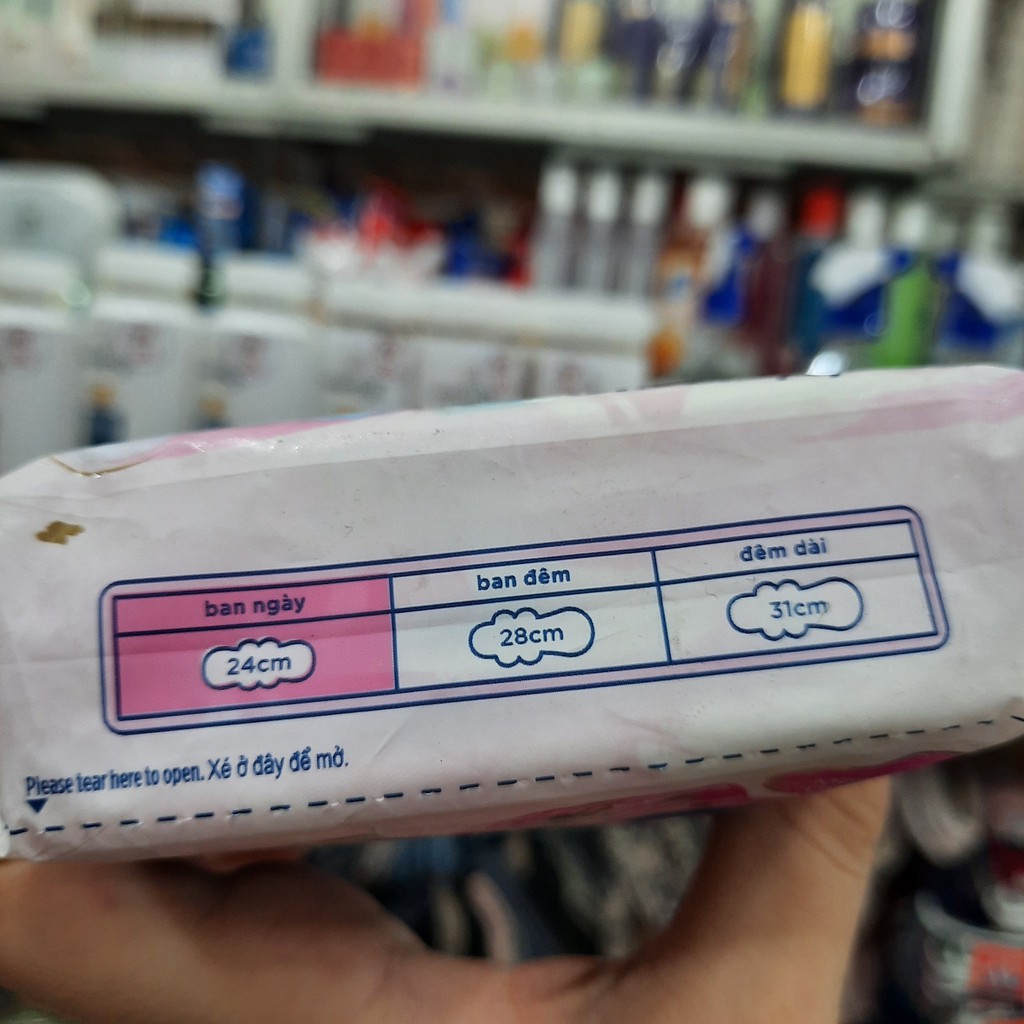 ban ngày
ban đêm
đêm dài
24cm
28cm
31cm
Please tear here to open. Xé ở đây để mở.